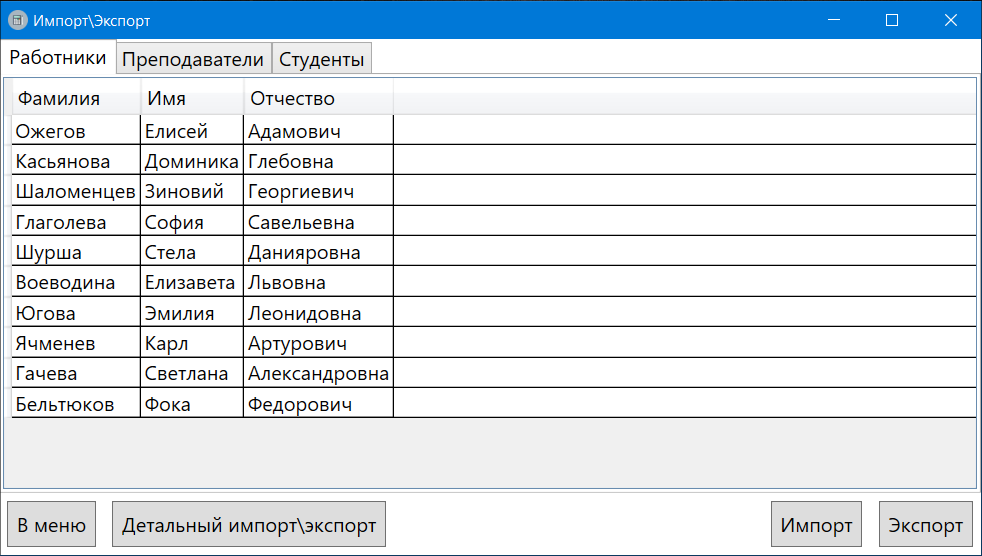 Импорт\Экспорт
Работники Преподаватели Студенты
Фамилия Имя Отчество
Ожегов Елисей Адамович
Касьянова Доминика Глебовна
Шаломенцев Зиновий Георгиевич
Глаголева София Савельевна
Шурша Стела Данияровна
Воеводина Елизавета Львовна
Югова Эмилия Леонидовна
Ячменев Карл Артурович
Гачева Светлана Александровна
Бельтюков Фока Федорович
В меню Детальный импорт\экспорт Импорт Экспорт